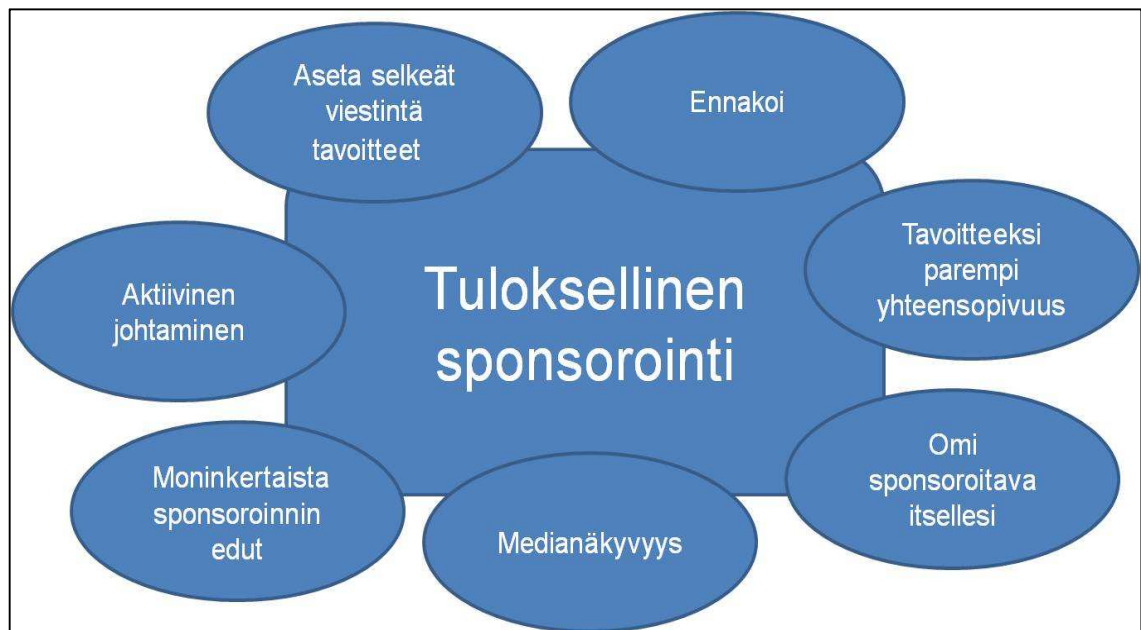 Aseta selkeät
viestintä
tavoitteet
Ennakoi
Tavoitteeksi
parempi
yhteensopivuus
Aktiivinen
johtaminen
Tuloksellinen
sponsorointi
Omi
sponsoroitava
itsellesi
Moninkertaista
sponsoroinnin
edut
Medianäkyvyys